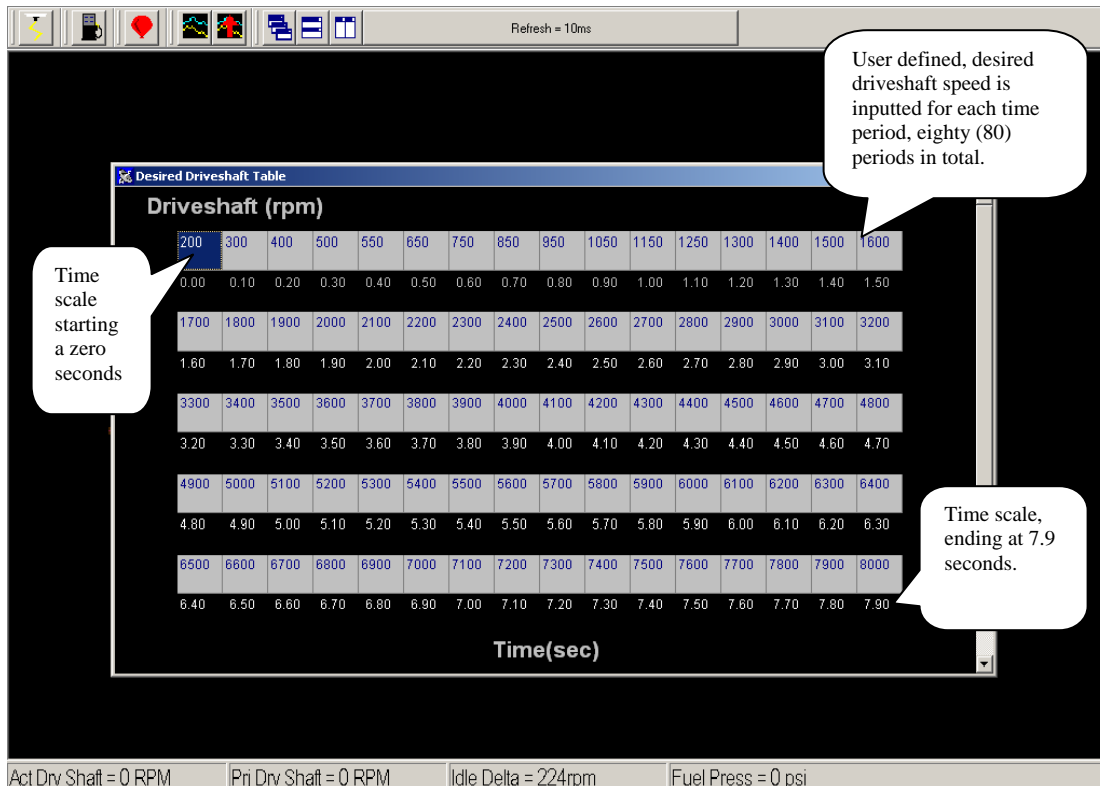 Refresh = 10ms
User defined, desired
driveshaft speed is
inputted for each time
period, eighty (80)
periods in total.
Desired Driveshaft Table
Driveshaft (rpm)
200 300 400 500 550 650 750 850 950 1050 1150 1250 1300 1400 1500 1600
0.00 0.10 0.20 0.30 0.40 0.50 0.60 0.70 0.80 0.90 1.00 1.10 1.20 1.30 1.40 1.50
Time
scale
starting
a zero
seconds
1700 1800 1900 2000 2100 2200 2300 2400 2500 2600 2700 2800 2900 3000 3100 3200
1.60 1.70 1.80 1.90 2.00 2.10 2.20 2.30 2.40 2.50 2.60 2.70 2.80 2.90 3.00 3.10
3300 3400 3500 3600 3700 3800 3900 4000 4100 4200 4300 4400 4500 4600 4700 4800
3.20 3.30 3.40 3.50 3.60 3.70 3.80 3.90 4.00 4.10 4.20 4.30 4.40 4.50 4.60 4.70
4900 5000 5100 5200 5300 5400 5500 5600 5700 5800 5900 6000 6100 6200 6300 6400
4.80 4.90 5.00 5.10 5.20 5.30 5.40 5.50 5.60 5.70 5.80 5.90 6.00 6.10 6.20 6.30
Time scale,
ending at 7.9
seconds.
6500 6600 6700 6800 6900 7000 7100 7200 7300 7400 7500 7600 7700 7800 7900 8000
6.40 6.50 6.60 6.70 6.80 6.90 7.00 7.10 7.20 7.30 7.40 7.50 7.60 7.70 7.80 7.90
Time(sec)
Act Drv Shaft = 0 RPM
Pri Drv Shaft = 0 RPM
Idle Delta = 224rpm
Fuel Press = 0 psi